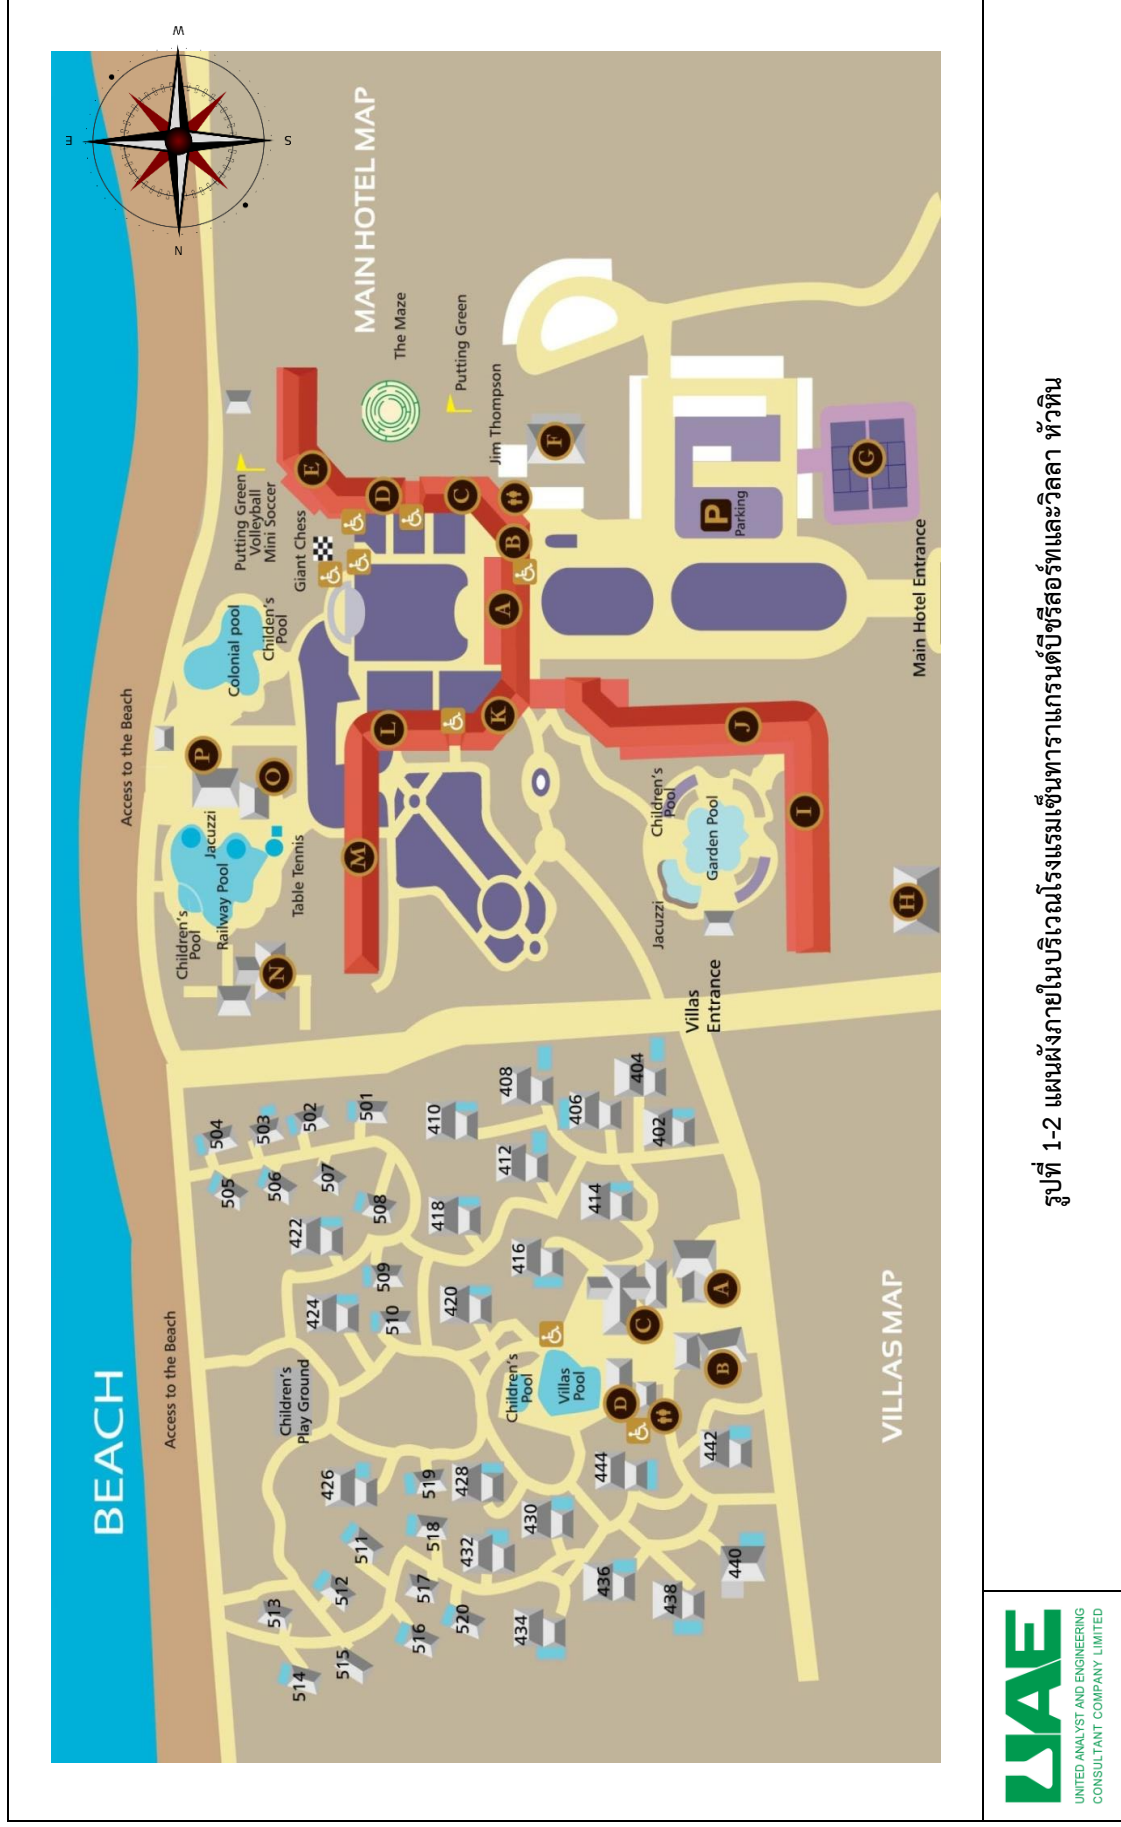 BEACH
Access to the Beach
Access to the Beach
W
S
N
E
MAIN HOTEL MAP
The Maze
Putting Green
Jim Thompson
Putting Green
Volleyball
Mini Soccer
Giant Chess
Colonial pool
Childen's
Pool
Jacuzzi
Railway Pool
Children's
Pool
Table Tennis
A
B
C
D
E
F
G
H
I
J
K
L
M
N
O
P
P
Parking
Main Hotel Entrance
Children's
Pool
Garden Pool
Jacuzzi
Villas
Entrance
VILLAS MAP
504
503
502
501
505
506
507
508
509
510
410
408
406
404
402
412
414
416
418
420
422
424
Children's
Play Ground
Children's
Pool
Villas
Pool
A
B
C
D
426
519
428
444
442
430
518
432
511
512
513
514
515
516
517
520
434
436
438
440
รูปที่ 1-2 แผนผังภายในบริเวณโรงแรมเซ็นทาราแกรนด์บีชรีสอร์ทและวิลลา หัวหิน
UAE
UNITED ANALYST AND ENGINEERING
CONSULTANT COMPANY LIMITED